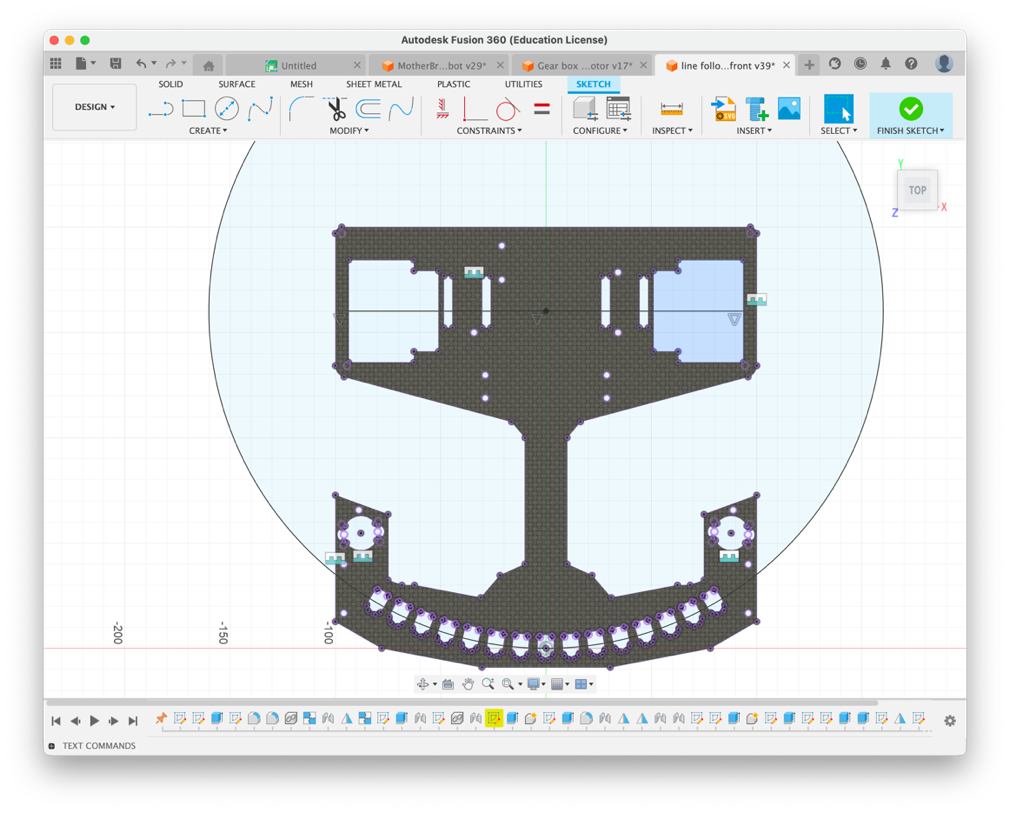 Autodesk Fusion 360 (Education License)
Untitled
MotherBr...bot v29*
Gear box ...otor v17*
line follo...front v39*
SOLID SURFACE MESH SHEET METAL PLASTIC UTILITIES SKETCH
DESIGN ▾
SVG
CREATE ▾ MODIFY ▾ CONSTRAINTS ▾ CONFIGURE ▾ INSPECT ▾ INSERT ▾ SELECT ▾ FINISH SKETCH ▾
Y
TOP
Z X
-200 -150 -100
TEXT COMMANDS